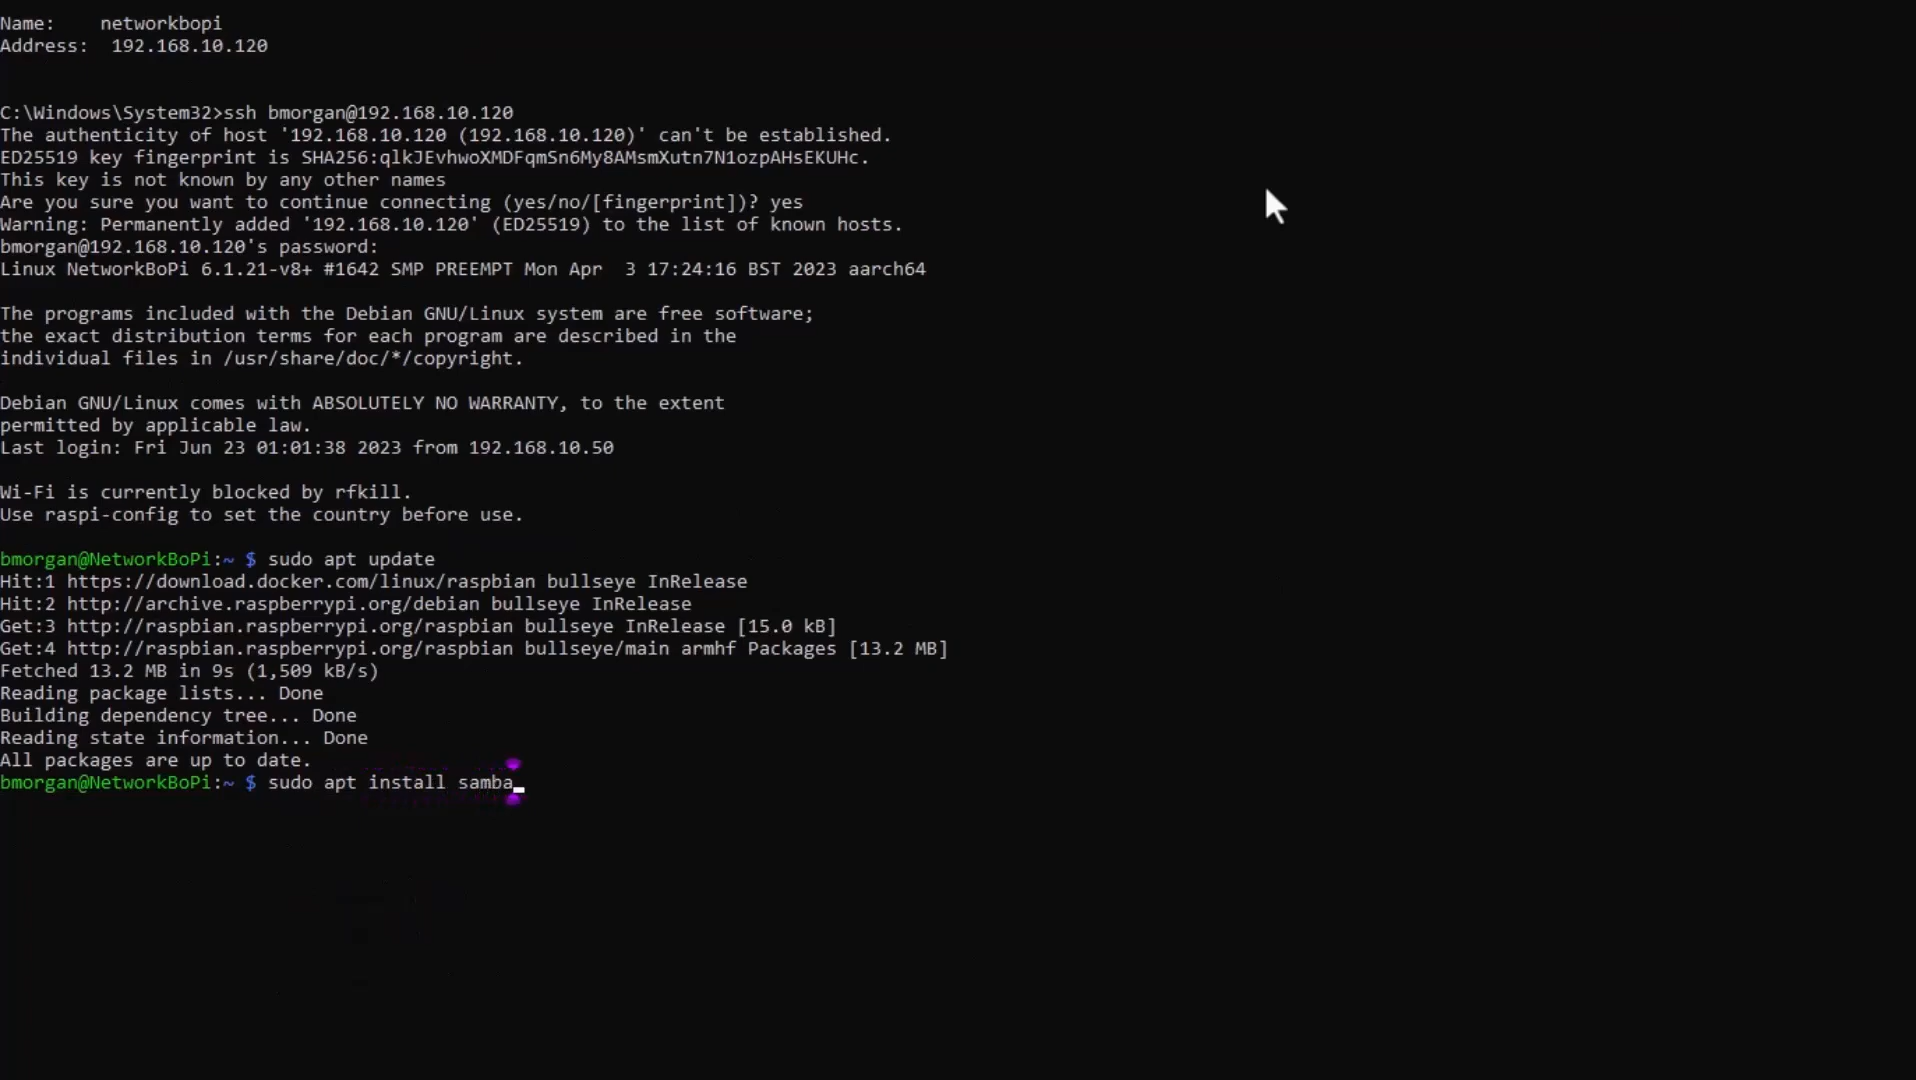 Name:    networkbopi
Address:  192.168.10.120
C:\Windows\System32>ssh bmorgan@192.168.10.120
The authenticity of host '192.168.10.120 (192.168.10.120)' can't be established.
ED25519 key fingerprint is SHA256:qlkJEvhwoXMDFqmSn6My8AMsmXutn7N1ozpAHsEKUHc.
This key is not known by any other names
Are you sure you want to continue connecting (yes/no/[fingerprint])? yes
Warning: Permanently added '192.168.10.120' (ED25519) to the list of known hosts.
bmorgan@192.168.10.120's password:
Linux NetworkBoPi 6.1.21-v8+ #1642 SMP PREEMPT Mon Apr  3 17:24:16 BST 2023 aarch64
The programs included with the Debian GNU/Linux system are free software;
the exact distribution terms for each program are described in the
individual files in /usr/share/doc/*/copyright.
Debian GNU/Linux comes with ABSOLUTELY NO WARRANTY, to the extent
permitted by applicable law.
Last login: Fri Jun 23 01:01:38 2023 from 192.168.10.50
Wi-Fi is currently blocked by rfkill.
Use raspi-config to set the country before use.
bmorgan@NetworkBoPi:~ $ sudo apt update
Hit:1 https://download.docker.com/linux/raspbian bullseye InRelease
Hit:2 http://archive.raspberrypi.org/debian bullseye InRelease
Get:3 http://raspbian.raspberrypi.org/raspbian bullseye InRelease [15.0 kB]
Get:4 http://raspbian.raspberrypi.org/raspbian bullseye/main armhf Packages [13.2 MB]
Fetched 13.2 MB in 9s (1,509 kB/s)
Reading package lists... Done
Building dependency tree... Done
Reading state information... Done
All packages are up to date.
bmorgan@NetworkBoPi:~ $ sudo apt install samba